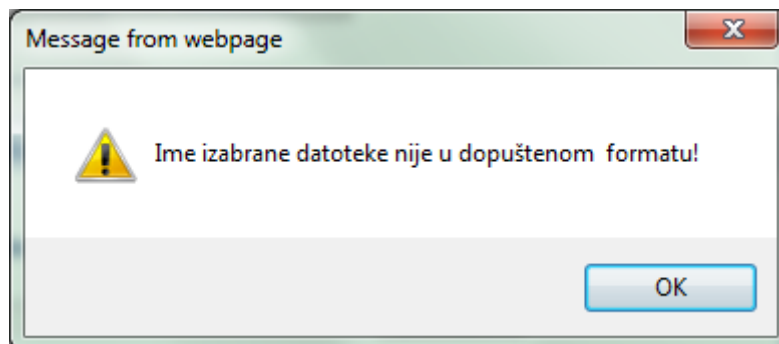 Message from webpage
Ime izabrane datoteke nije u dopuštenom  formatu!
OK